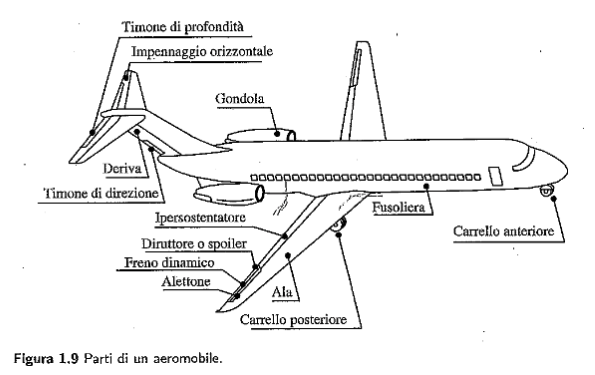 Timone di profondità
Impennaggio orizzontale
Gondola
Deriva
Timone di direzione
Ipersostentatore
Fusoliera
Carrello anteriore
Diruttore o spoiler
Freno dinamico
Alettone
Ala
Carrello posteriore
Figura 1.9 Parti di un aeromobile.